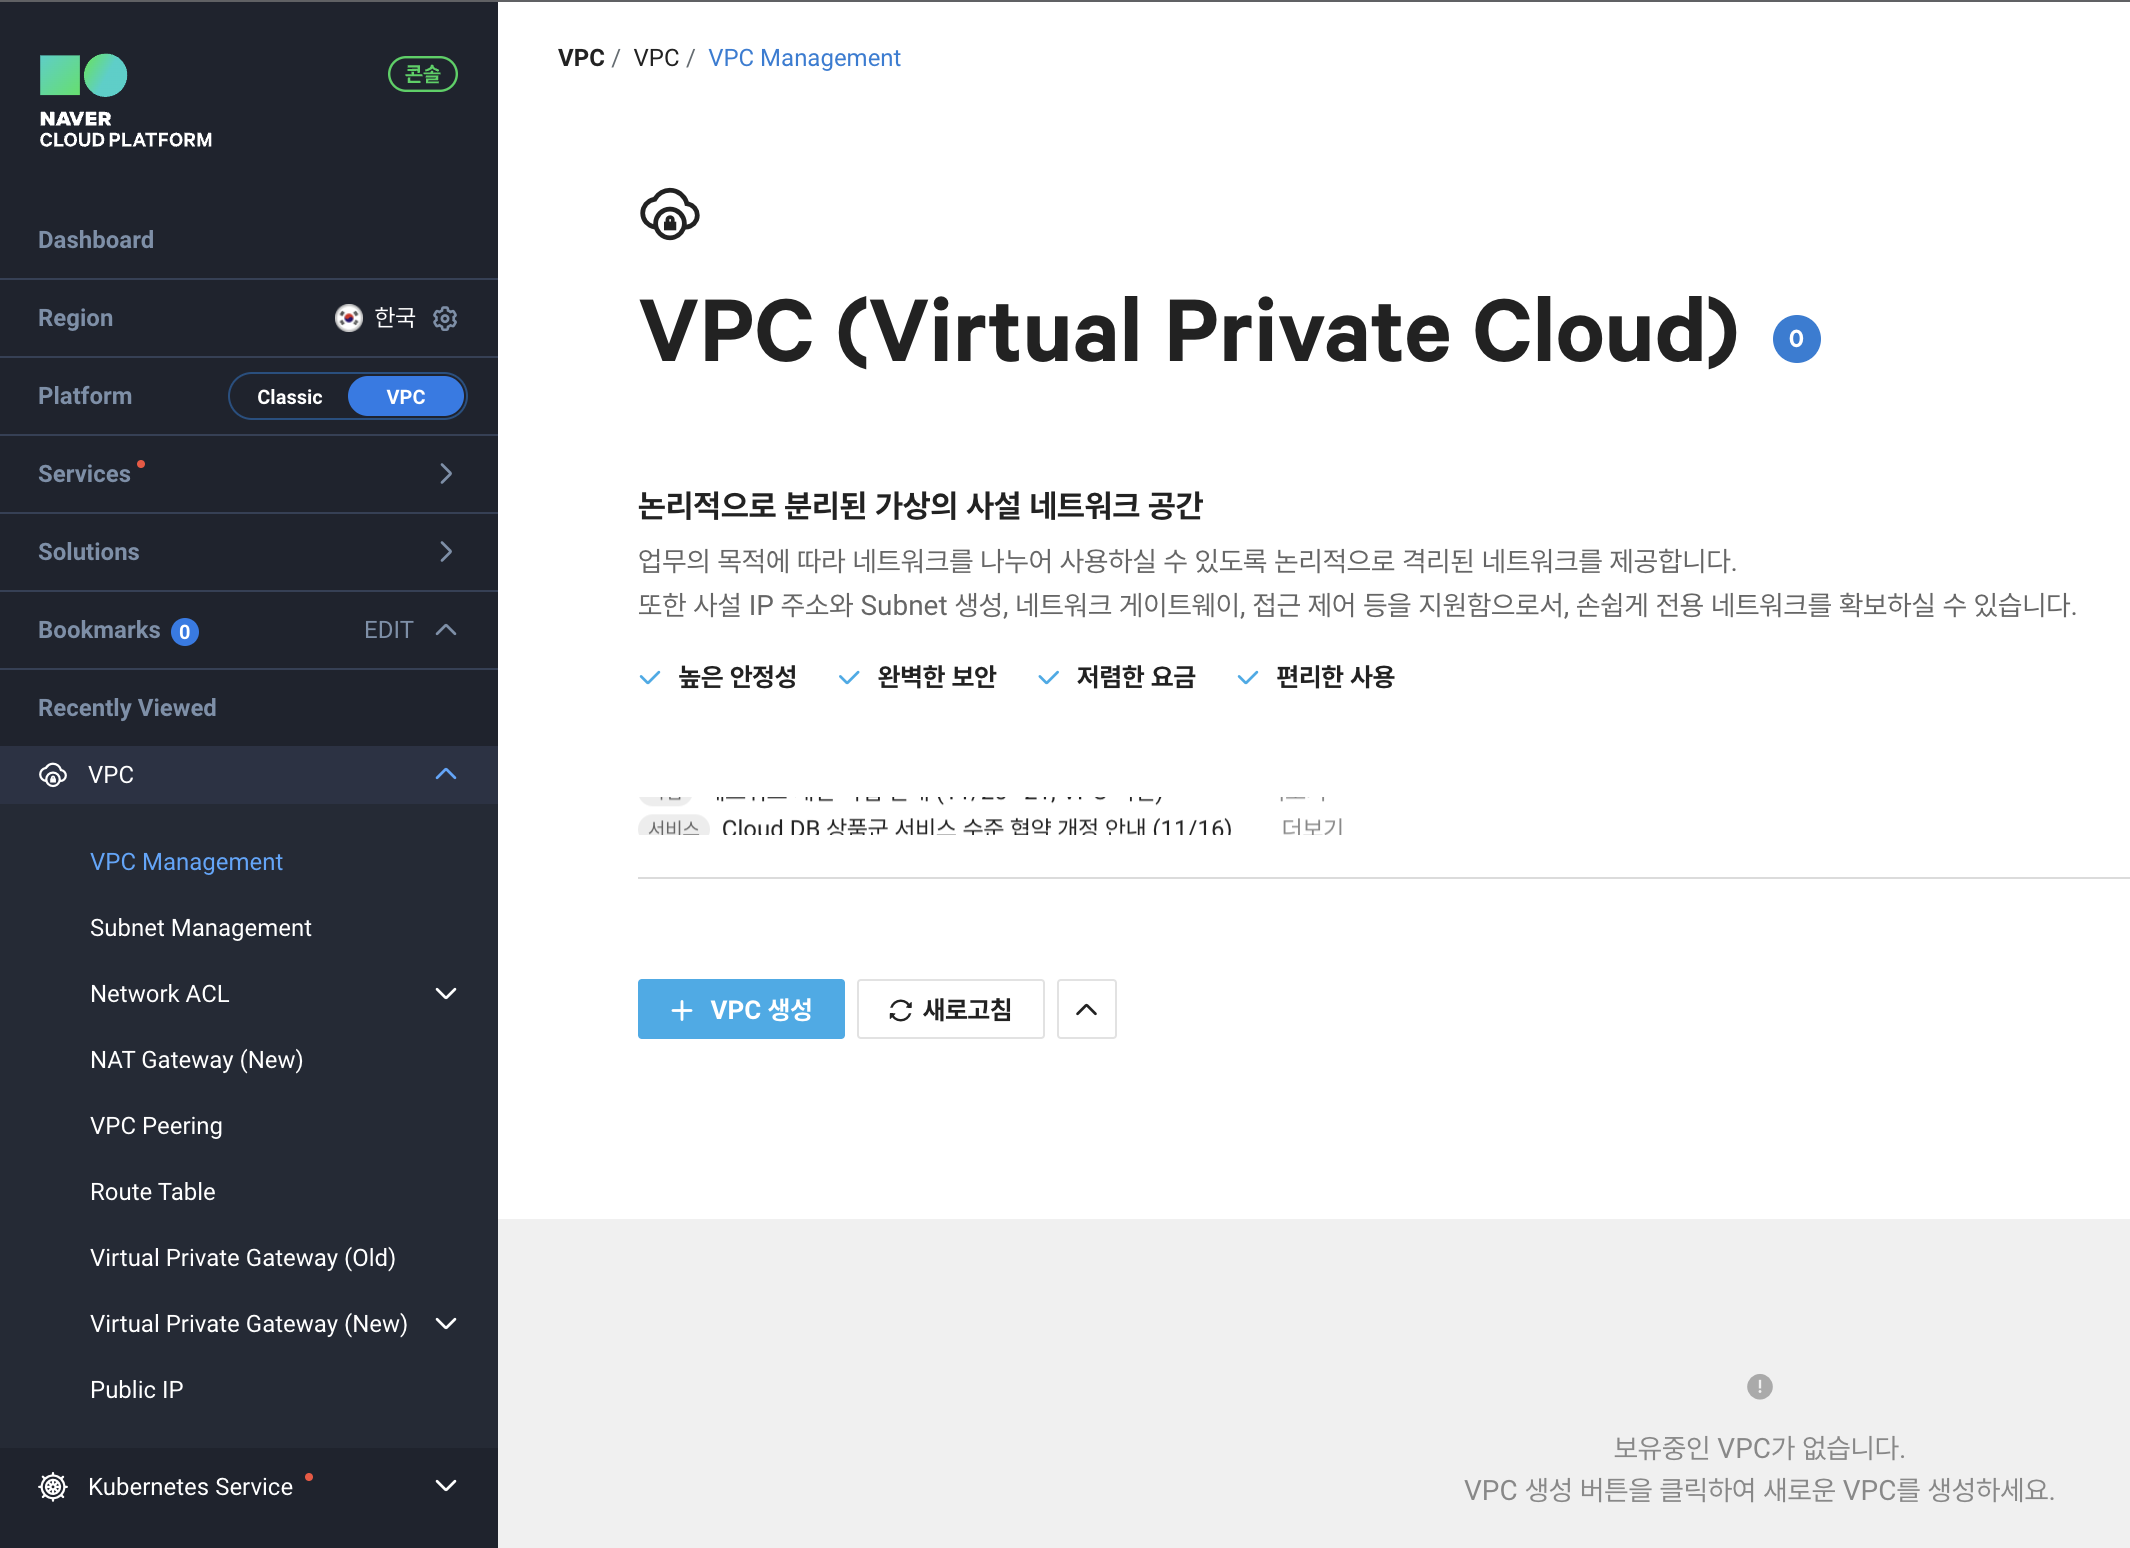 NAVER
CLOUD PLATFORM
콘솔
Dashboard
Region 한국
Platform Classic VPC
Services
Solutions
Bookmarks 0 EDIT
Recently Viewed
VPC
VPC Management
Subnet Management
Network ACL
NAT Gateway (New)
VPC Peering
Route Table
Virtual Private Gateway (Old)
Virtual Private Gateway (New)
Public IP
Kubernetes Service
VPC / VPC / VPC Management
VPC (Virtual Private Cloud) 0
논리적으로 분리된 가상의 사설 네트워크 공간
업무의 목적에 따라 네트워크를 나누어 사용하실 수 있도록 논리적으로 격리된 네트워크를 제공합니다.
또한 사설 IP 주소와 Subnet 생성, 네트워크 게이트웨이, 접근 제어 등을 지원함으로서, 손쉽게 전용 네트워크를 확보하실 수 있습니다.
높은 안정성 완벽한 보안 저렴한 요금 편리한 사용
서비스 Cloud DB 상품군 서비스 수준 협약 개정 안내 (11/16) 더보기
+ VPC 생성 새로고침
보유중인 VPC가 없습니다.
VPC 생성 버튼을 클릭하여 새로운 VPC를 생성하세요.